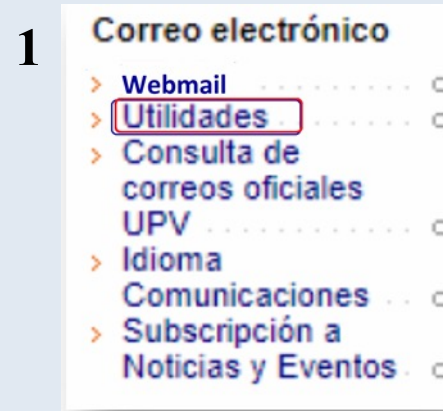 1
Correo electrónico
> Webmail
> Utilidades
> Consulta de
correos oficiales
UPV
> Idioma
Comunicaciones
> Subscripción a
Noticias y Eventos